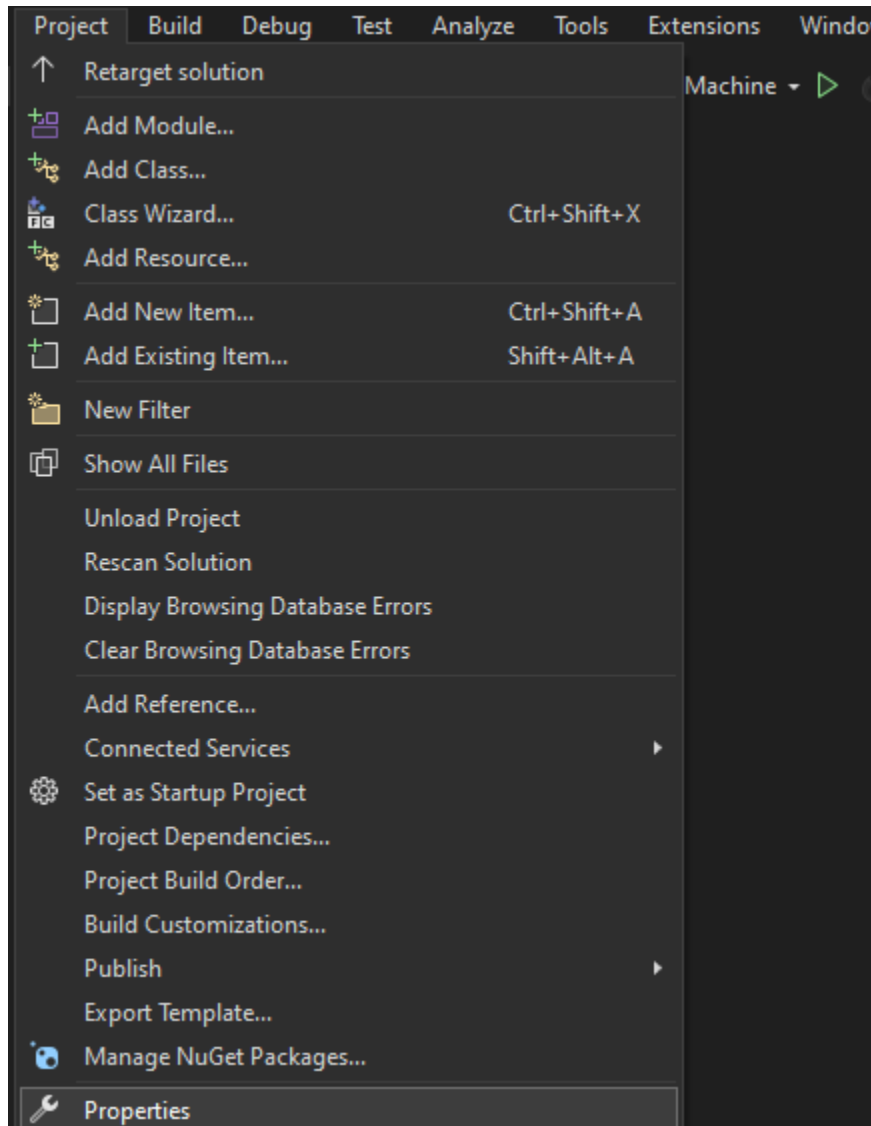 Project Build Debug Test Analyze Tools Extensions Windo
Retarget solution
Machine
Add Module...
Add Class...
Class Wizard... Ctrl+Shift+X
Add Resource...
Add New Item... Ctrl+Shift+A
Add Existing Item... Shift+Alt+A
New Filter
Show All Files
Unload Project
Rescan Solution
Display Browsing Database Errors
Clear Browsing Database Errors
Add Reference...
Connected Services
Set as Startup Project
Project Dependencies...
Project Build Order...
Build Customizations...
Publish
Export Template...
Manage NuGet Packages...
Properties